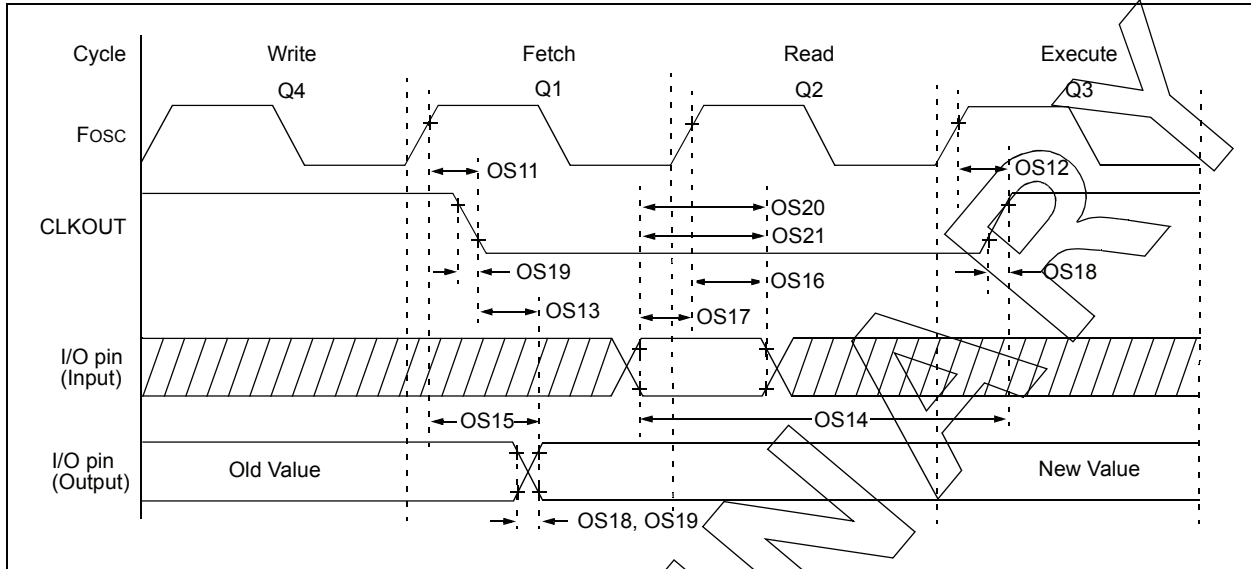 Cycle Write Fetch Read Execute
Q4 Q1 Q2 Q3
Fosc
OS11 OS12
OS20
CLKOUT OS21
OS19 OS16 OS18
OS13 OS17
I/O pin
(Input)
OS15 OS14
I/O pin
(Output)
Old Value New Value
OS18, OS19